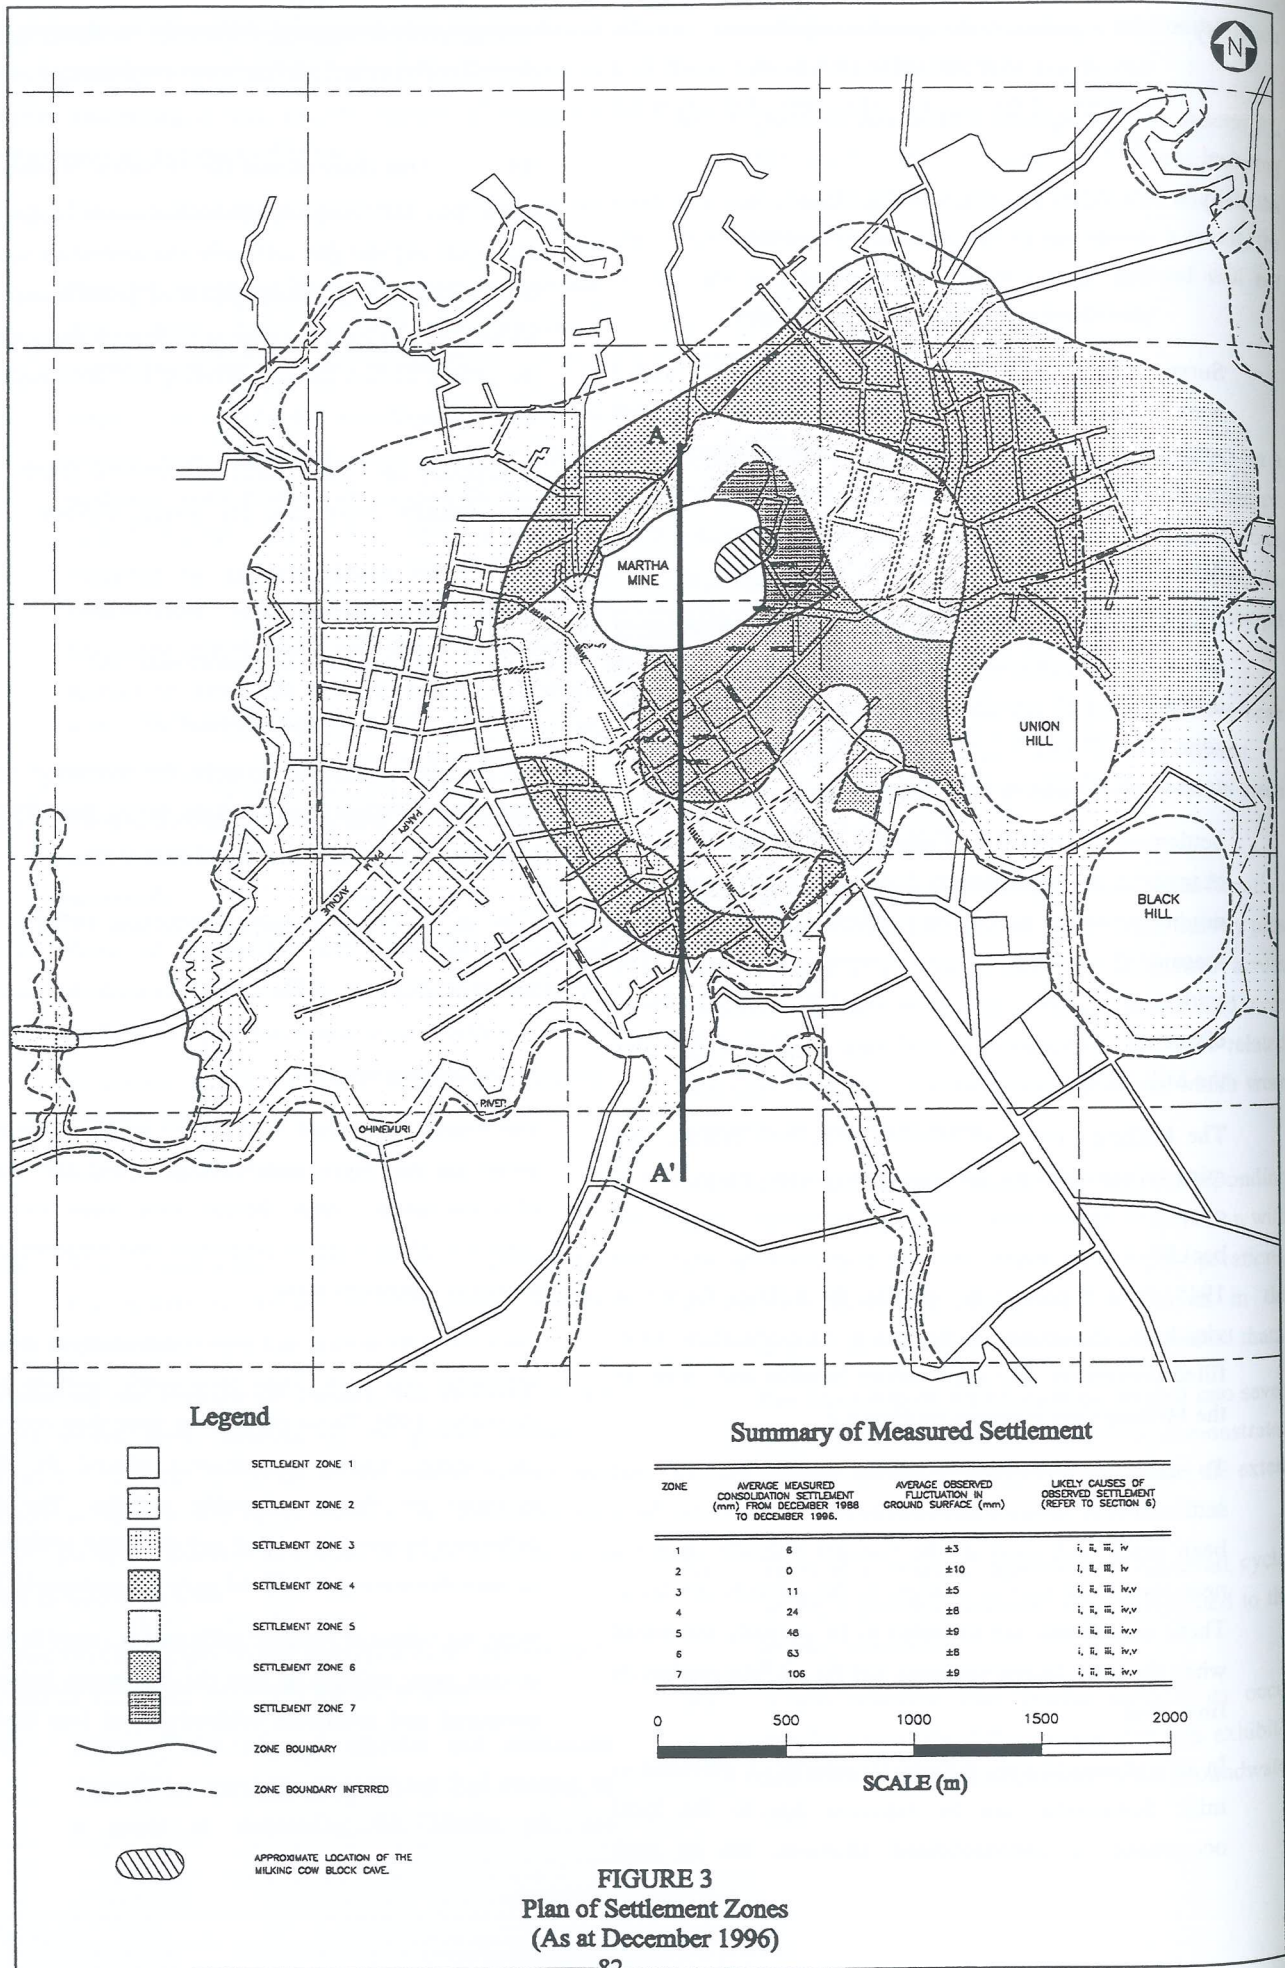 N
A
MARTHA
MINE
UNION
HILL
BLACK
HILL
PALM
AVENUE
RIVER
OHINEMURI
A'
Legend
SETTLEMENT ZONE 1
SETTLEMENT ZONE 2
SETTLEMENT ZONE 3
SETTLEMENT ZONE 4
SETTLEMENT ZONE 5
SETTLEMENT ZONE 6
SETTLEMENT ZONE 7
ZONE BOUNDARY
ZONE BOUNDARY INFERRED
APPROXIMATE LOCATION OF THE
MILKING COW BLOCK CAVE.
Summary of Measured Settlement
ZONE AVERAGE MEASURED CONSOLIDATION SETTLEMENT (mm) FROM DECEMBER 1988 TO DECEMBER 1996. AVERAGE OBSERVED FLUCTUATION IN GROUND SURFACE (mm) LIKELY CAUSES OF OBSERVED SETTLEMENT (REFER TO SECTION 6)
1 6 ±3 i, ii, iii, iv
2 0 ±10 i, ii, iii, iv
3 11 ±5 i, ii, iii, iv,v
4 24 ±6 i, ii, iii, iv,v
5 46 ±9 i, ii, iii, iv,v
6 63 ±8 i, ii, iii, iv,v
7 106 ±9 i, ii, iii, iv,v
0 500 1000 1500 2000
SCALE (m)
FIGURE 3
Plan of Settlement Zones
(As at December 1996)
82